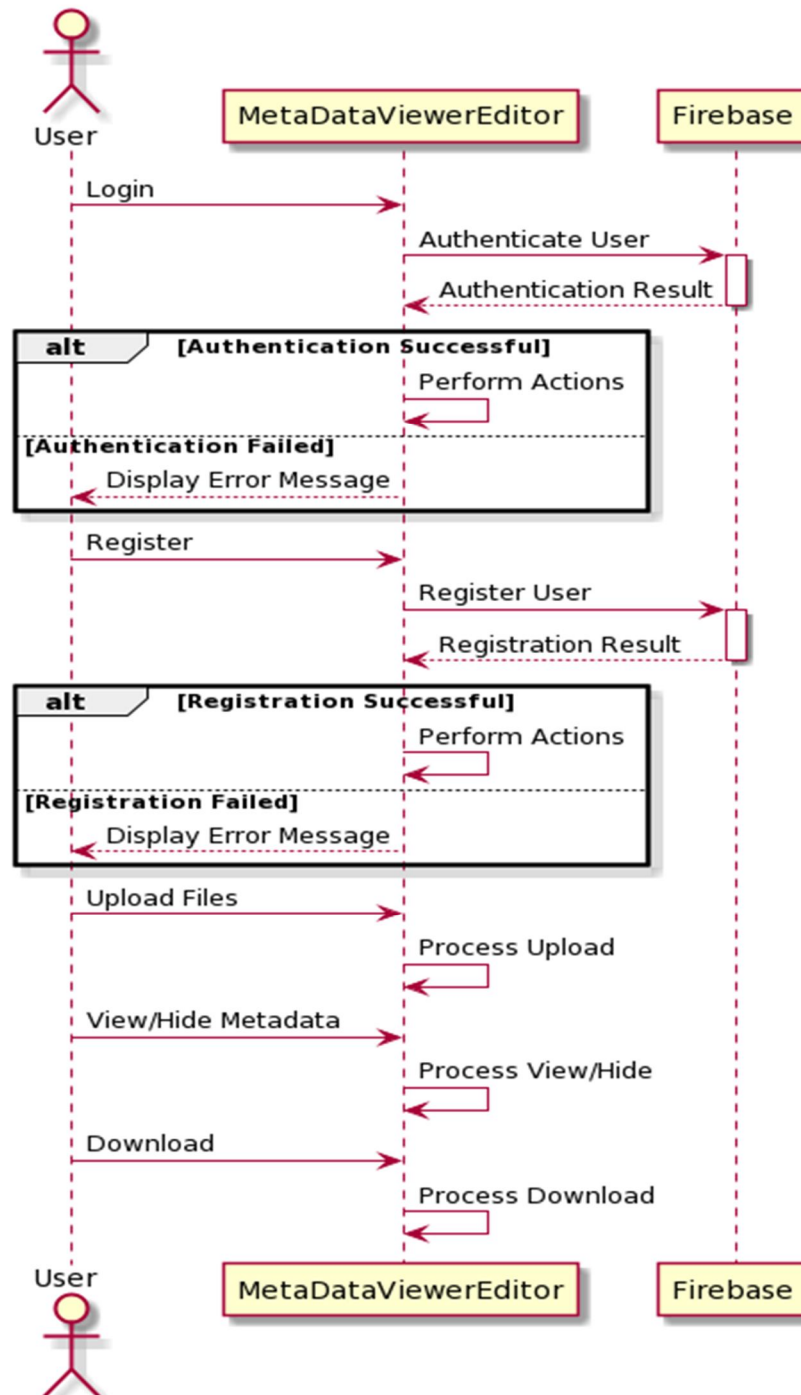 User
MetaDataViewerEditor
Firebase
Login
Authenticate User
Authentication Result
alt
[Authentication Successful]
Perform Actions
[Authentication Failed]
Display Error Message
Register
Register User
Registration Result
alt
[Registration Successful]
Perform Actions
[Registration Failed]
Display Error Message
Upload Files
Process Upload
View/Hide Metadata
Process View/Hide
Download
Process Download
User
MetaDataViewerEditor
Firebase